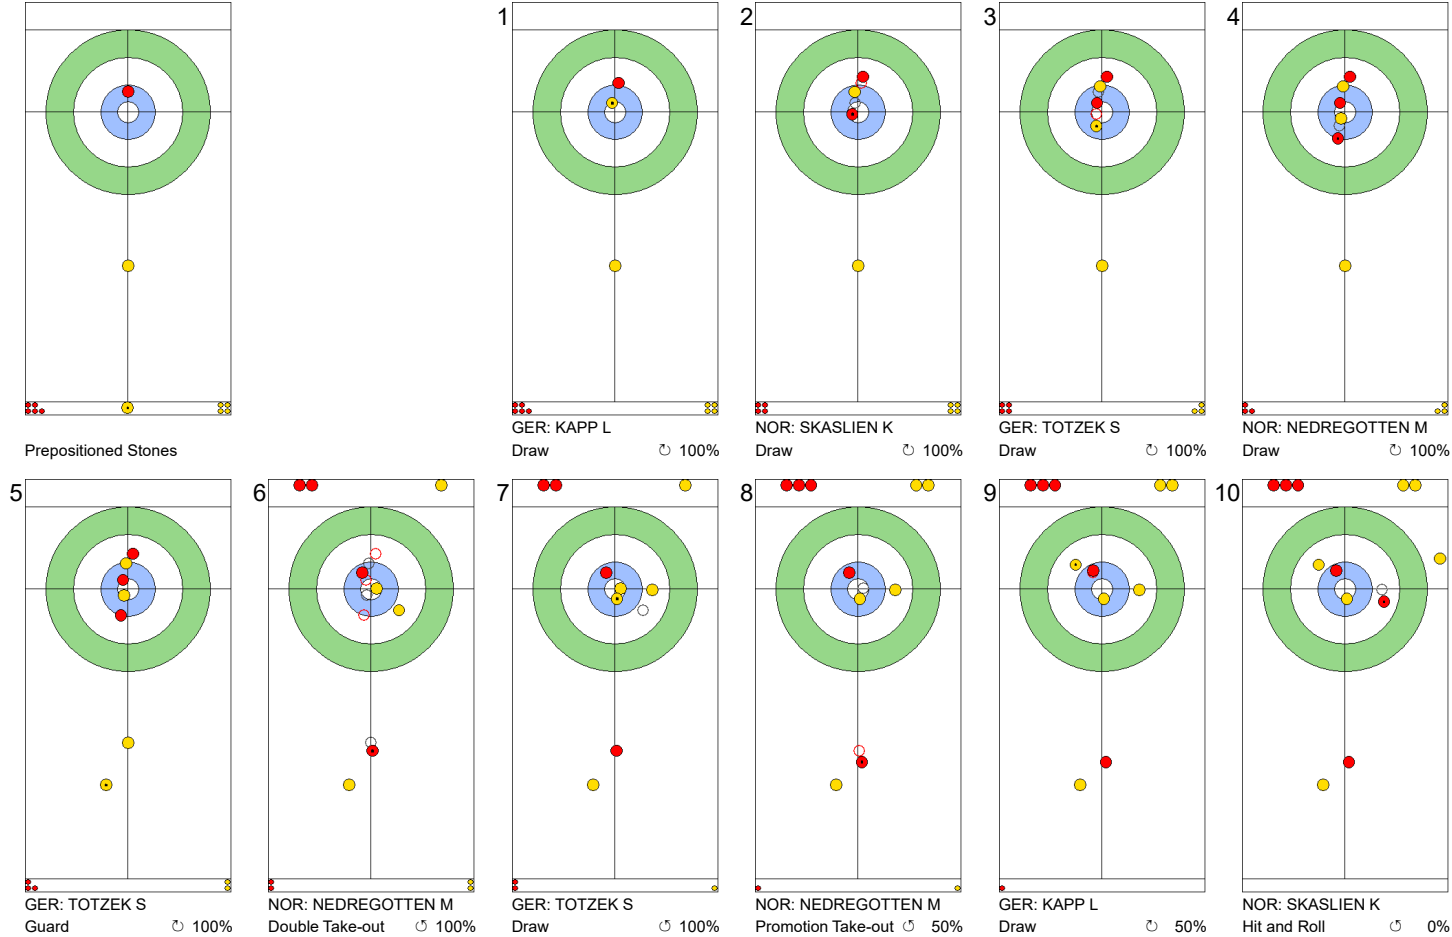 1
2
3
4
GER: KAPP L
NOR: SKASLIEN K
GER: TOTZEK S
NOR: NEDREGOTTEN M
Prepositioned Stones
Draw 100%
Draw 100%
Draw 100%
Draw 100%
5
6
7
8
9
10
GER: TOTZEK S
NOR: NEDREGOTTEN M
GER: TOTZEK S
NOR: NEDREGOTTEN M
GER: KAPP L
NOR: SKASLIEN K
Guard 100%
Double Take-out 100%
Draw 100%
Promotion Take-out 50%
Draw 50%
Hit and Roll 0%